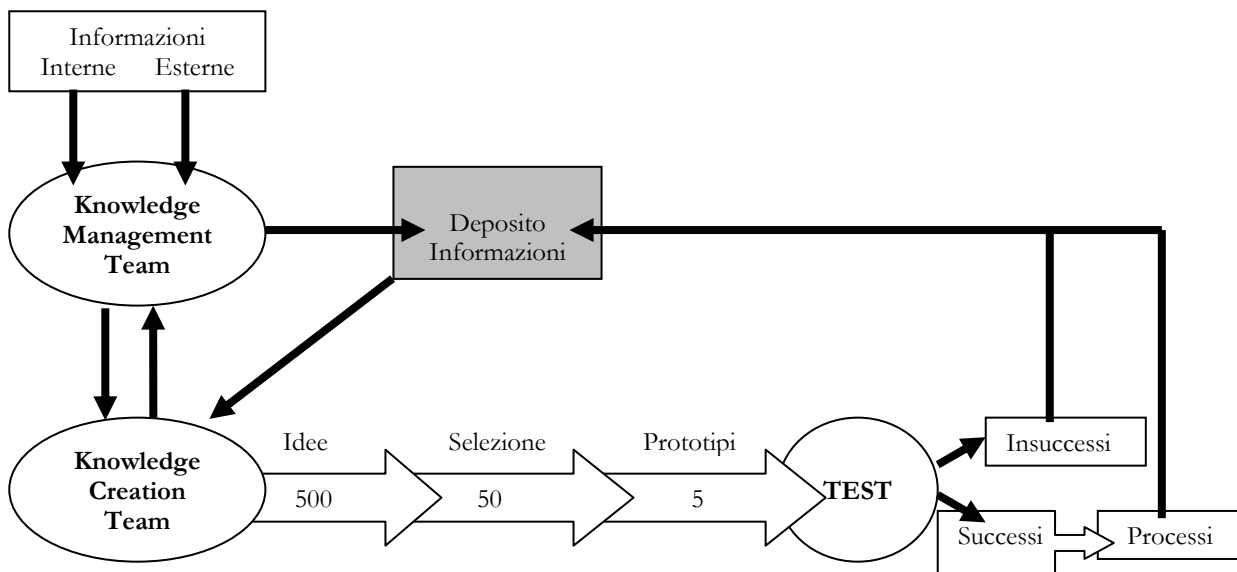 Informazioni
Interne Esterne
Knowledge
Management
Team
Deposito
Informazioni
Knowledge
Creation
Team
Idee
500
Selezione
50
Prototipi
5
TEST
Insuccessi
Successi
Processi